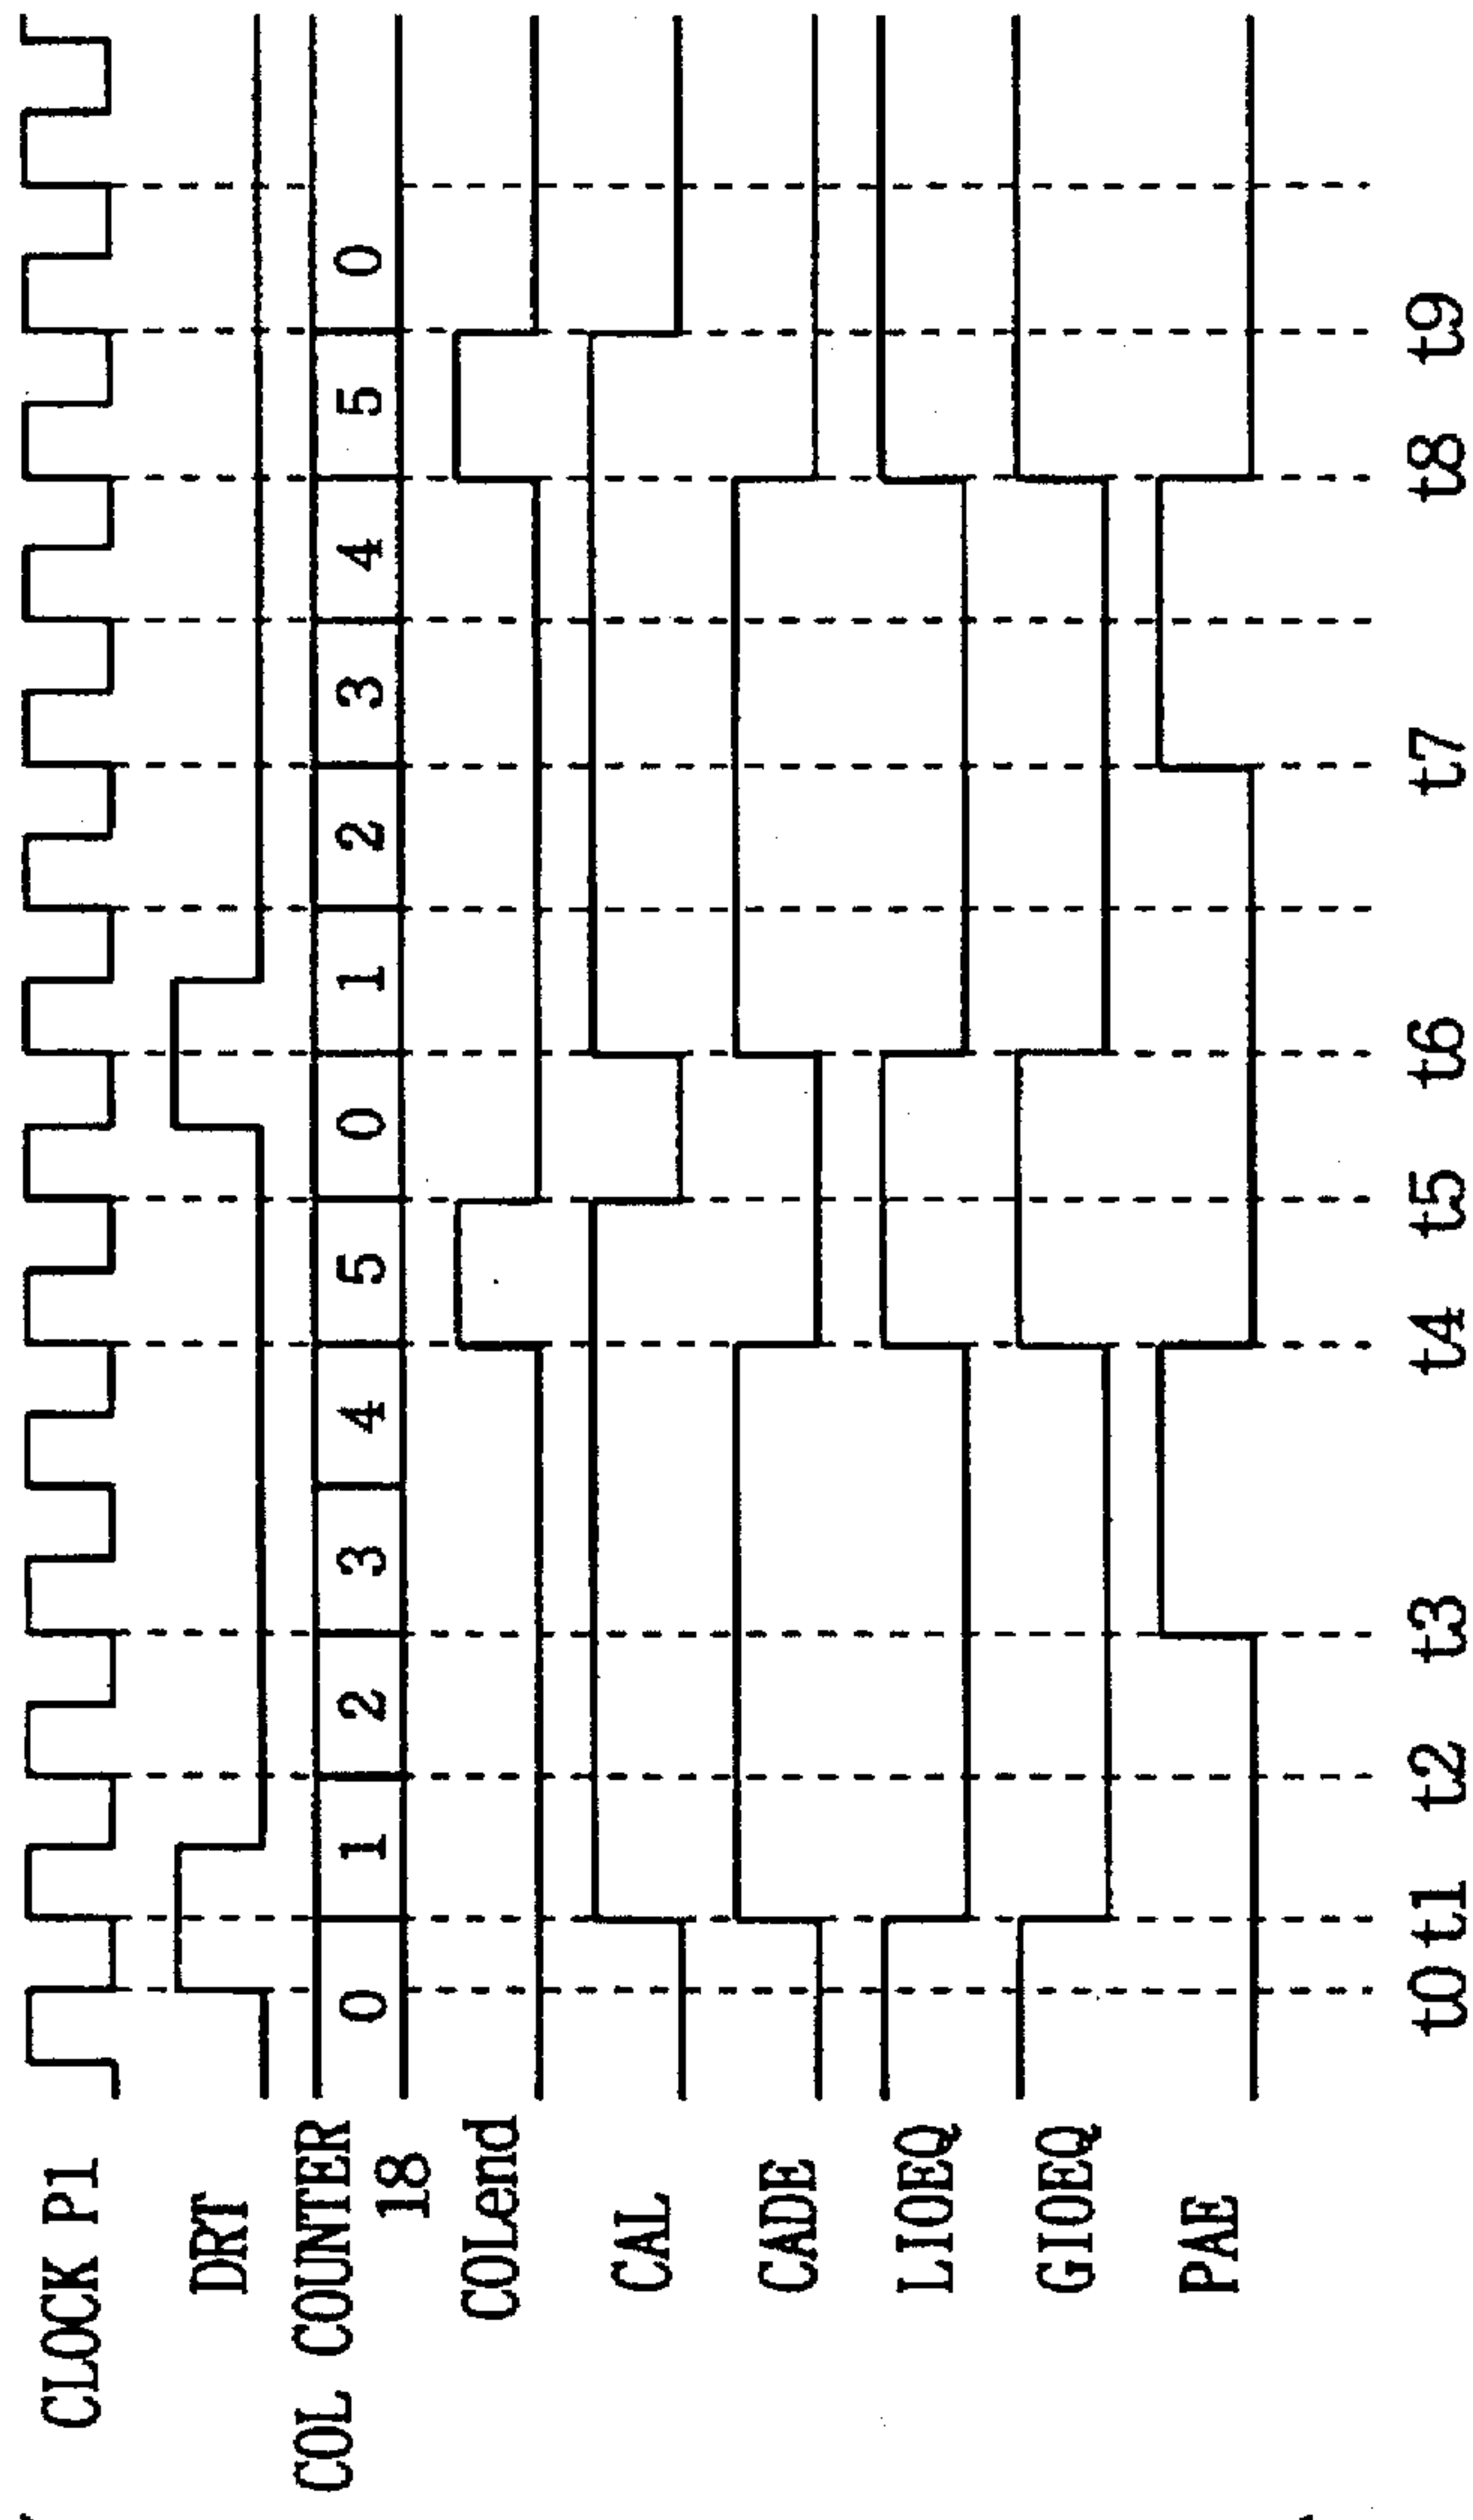 CLOCK P1
DRT
COL COUNTER
18
0 1 2 3 4 5 0 1 2 3 4 5 0
COLend
CAL
CADE
LIOEQ
GIOEQ
PAE
t0 t1 t2 t3 t4 t5 t6 t7 t8 t9